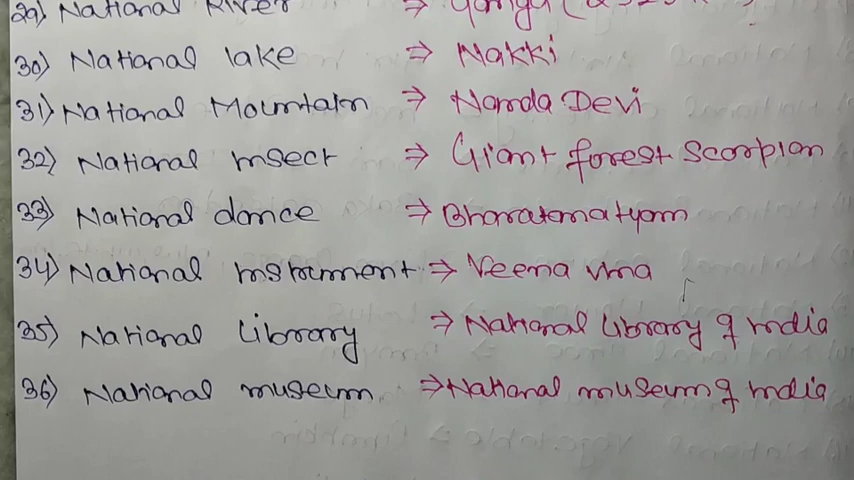 29) National River ⇒ Ganga (2525 K
30) National lake ⇒ Nakki
31) National Mountain ⇒ Nanda Devi
32) National insect ⇒ Giant forest Scorpion
33) National dance ⇒ Bharatanatyam
34) National instrument ⇒ Veena vina
35) National Library ⇒ National Library of india
36) National museum ⇒ National museum of india